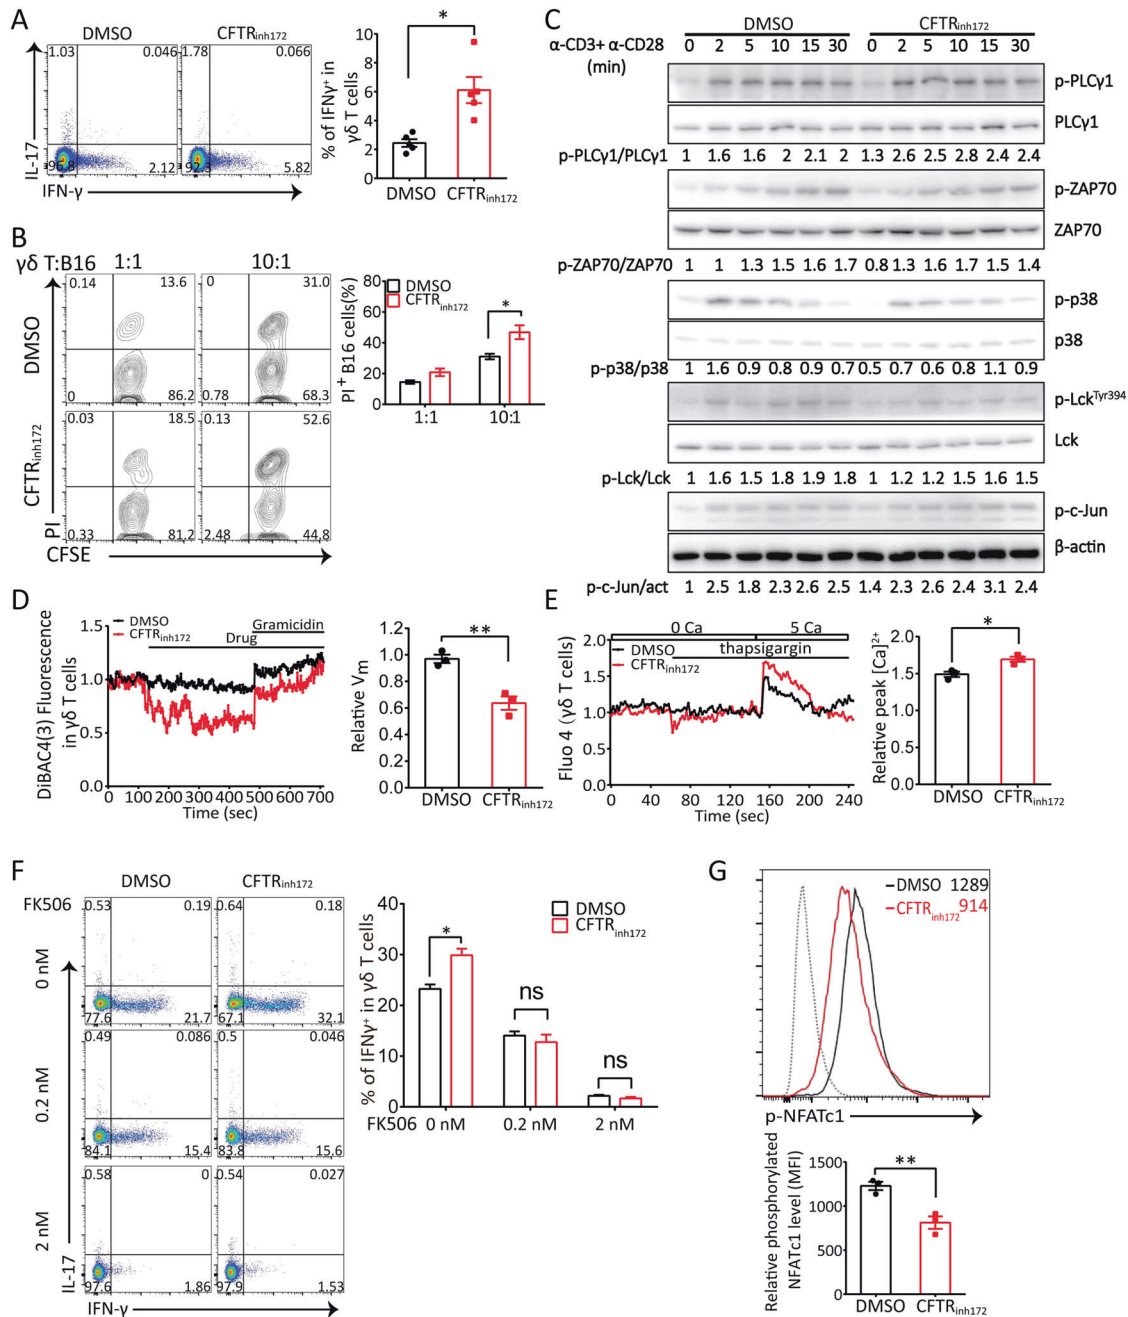 A
DMSO
CFTRinh172
1.03
0.046
1.78
0.066
96.8
2.12
92.3
5.82
IL-17
IFN-γ
% of IFNγ+ in
γδ T cells
10
8
6
4
2
0
*
DMSO
CFTRinh172
B
γδ T:B16
1:1
10:1
0.14
13.6
0
31.0
0
86.2
0.78
68.3
0.03
18.5
0.13
52.6
0.33
81.2
2.48
44.8
DMSO
CFTRinh172
PI
CFSE
PI+ B16 cells(%)
80
60
40
20
0
DMSO
CFTRinh172
*
1:1
10:1
C
DMSO
CFTRinh172
α-CD3+ α-CD28
(min)
0 2 5 10 15 30 0 2 5 10 15 30
p-PLCγ1
PLCγ1
p-PLCγ1/PLCγ1 1 1.6 1.6 2 2.1 2 1.3 2.6 2.5 2.8 2.4 2.4
p-ZAP70
ZAP70
p-ZAP70/ZAP70 1 1 1.3 1.5 1.6 1.7 0.8 1.3 1.6 1.7 1.5 1.4
p-p38
p38
p-p38/p38 1 1.6 0.9 0.8 0.9 0.7 0.5 0.7 0.6 0.8 1.1 0.9
p-LckTyr394
Lck
p-Lck/Lck 1 1.6 1.5 1.8 1.9 1.8 1 1.2 1.2 1.5 1.6 1.5
p-c-Jun
β-actin
p-c-Jun/act 1 2.5 1.8 2.3 2.6 2.5 1.4 2.3 2.6 2.4 3.1 2.4
D
DiBAC4(3) Fluorescence
in γδ T cells
1.5
1.0
0.5
0.0
DMSO
CFTRinh172
Drug
Gramicidin
0 100 200 300 400 500 600 700
Time (sec)
Relative Vm
1.2
1.0
0.8
0.6
0.4
0.2
0.0
**
DMSO
CFTRinh172
E
Fluo 4 (γδ T cells)
0 Ca
5 Ca
thapsigargin
DMSO
CFTRinh172
2.0
1.5
1.0
0.5
0.0
0 40 80 120 160 200 240
Time (sec)
Relative peak [Ca]2+
2.0
1.5
1.0
0.5
0.0
*
DMSO
CFTRinh172
F
DMSO
CFTRinh172
FK506
0 nM
0.53
0.19
0.64
0.18
77.6
21.7
67.1
32.1
0.2 nM
0.49
0.086
0.5
0.046
84.1
15.4
83.8
15.6
2 nM
0.58
0
0.54
0.027
97.6
1.86
97.9
1.53
IL-17
IFN-γ
% of IFNγ+ in γδ T cells
40
30
20
10
0
DMSO
CFTRinh172
*
ns
ns
FK506 0 nM 0.2 nM 2 nM
G
DMSO 1289
CFTRinh172 914
p-NFATc1
Relative phosphorylated
NFATc1 level (MFI)
1500
1000
500
0
**
DMSO
CFTRinh172